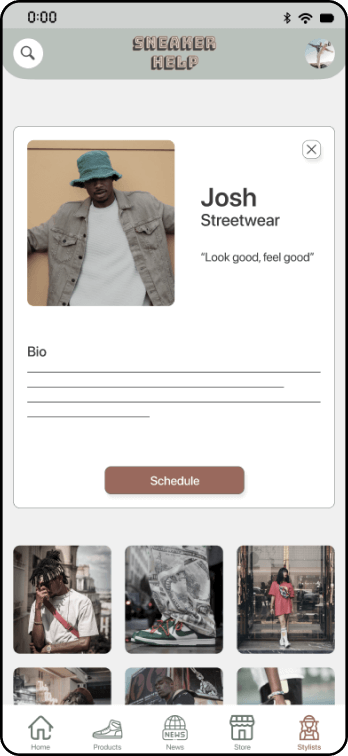 0:00
SNEAKER
HELP
Josh
Streetwear
“Look good, feel good”
Bio
Schedule
NEWS
Home
Products
News
Store
Stylists